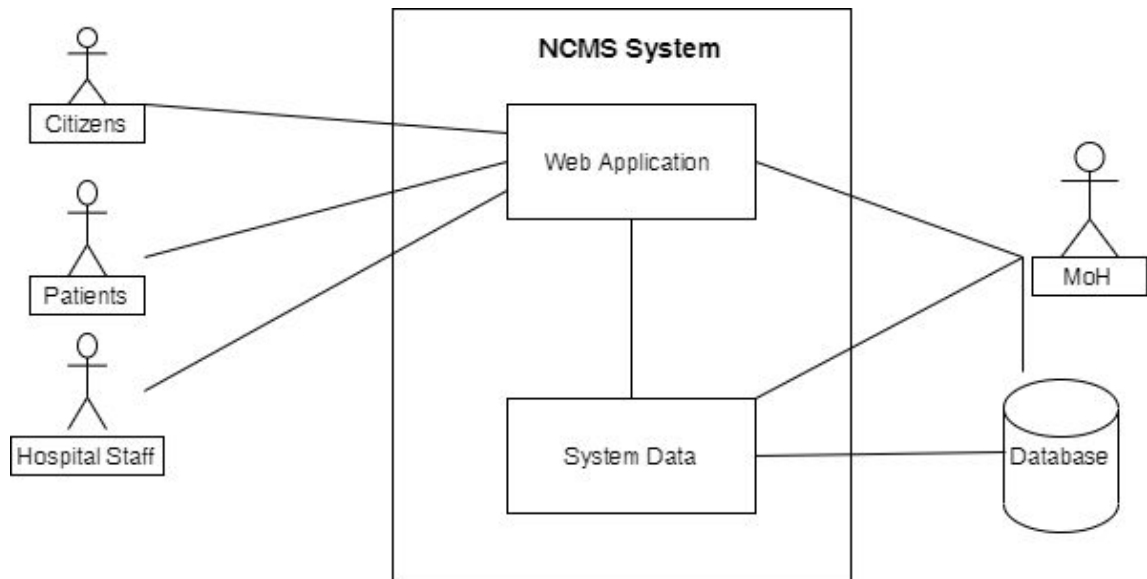 NCMS System
Citizens
Web Application
Patients
MoH
Hospital Staff
System Data
Database